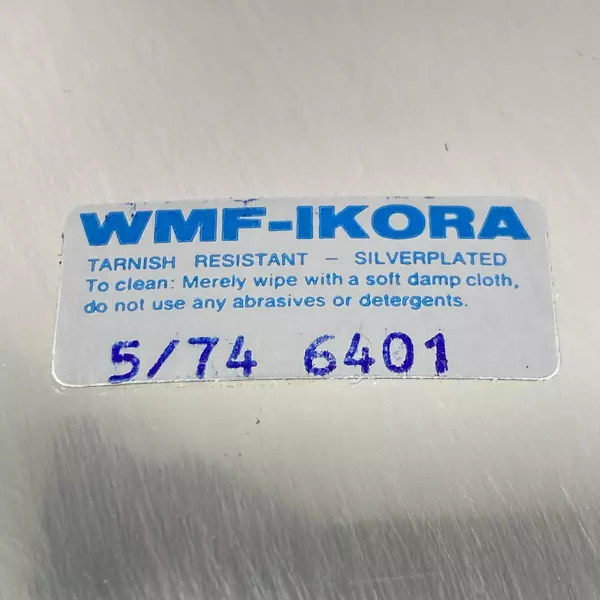 WMF-IKORA
TARNISH RESISTANT – SILVERPLATED
To clean: Merely wipe with a soft damp cloth,
do not use any abrasives or detergents.
5/74 6401